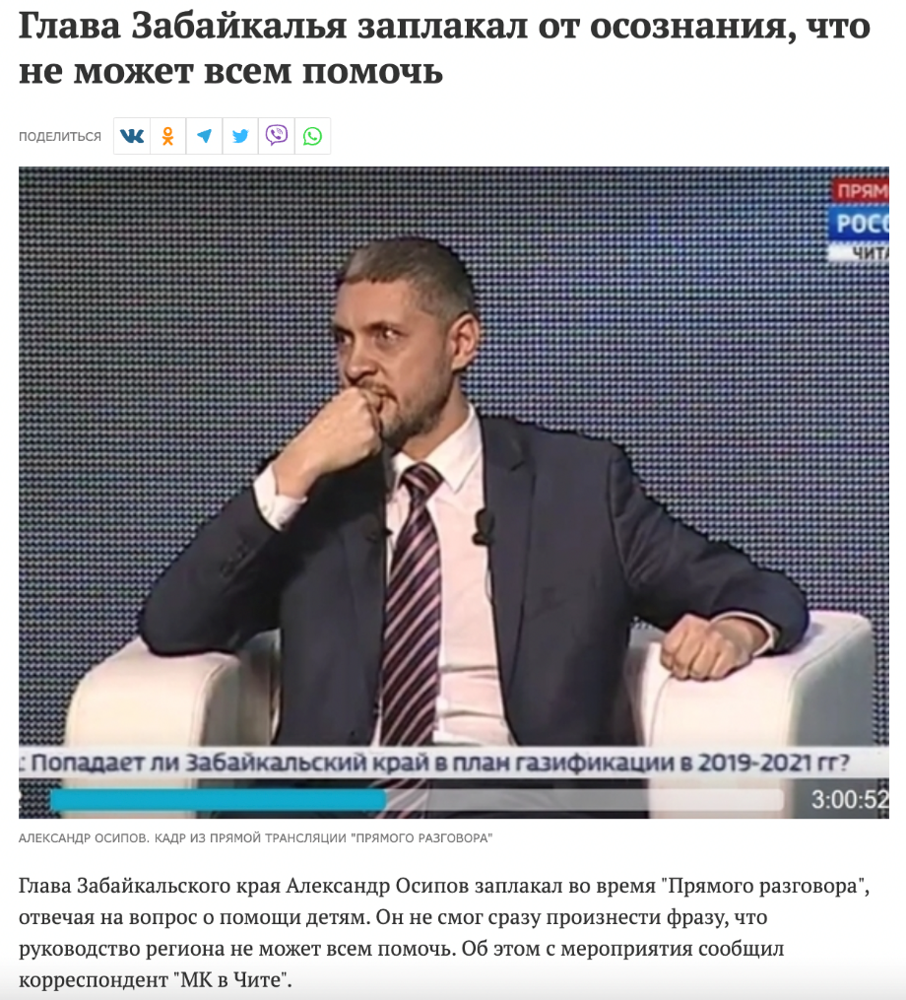 Глава Забайкалья заплакал от осознания, что
не может всем помочь
ПОДЕЛИТЬСЯ
ПРЯМ
РОСС
ЧИТА
: Попадает ли Забайкальский край в план газификации в 2019-2021 гг?
3:00:52
АЛЕКСАНДР ОСИПОВ. КАДР ИЗ ПРЯМОЙ ТРАНСЛЯЦИИ "ПРЯМОГО РАЗГОВОРА"
Глава Забайкальского края Александр Осипов заплакал во время "Прямого разговора",
отвечая на вопрос о помощи детям. Он не смог сразу произнести фразу, что
руководство региона не может всем помочь. Об этом с мероприятия сообщил
корреспондент "МК в Чите".